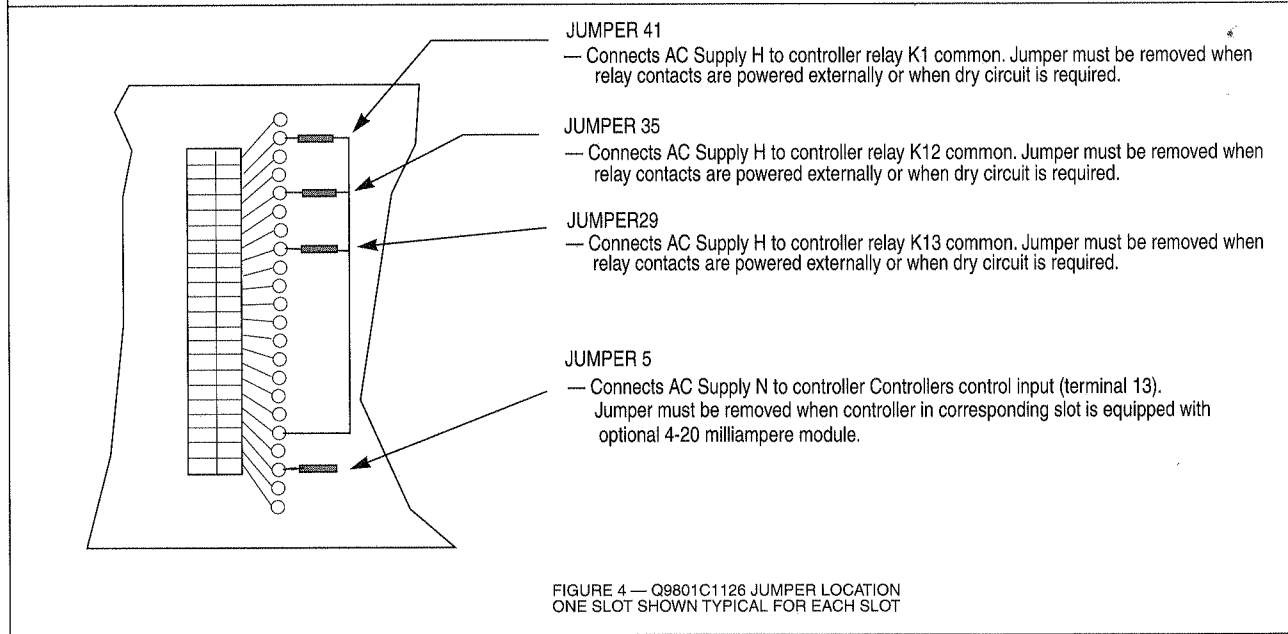 JUMPER 41
— Connects AC Supply H to controller relay K1 common. Jumper must be removed when
relay contacts are powered externally or when dry circuit is required.
JUMPER 35
— Connects AC Supply H to controller relay K12 common. Jumper must be removed when
relay contacts are powered externally or when dry circuit is required.
JUMPER29
— Connects AC Supply H to controller relay K13 common. Jumper must be removed when
relay contacts are powered externally or when dry circuit is required.
JUMPER 5
— Connects AC Supply N to controller Controllers control input (terminal 13).
Jumper must be removed when controller in corresponding slot is equipped with
optional 4-20 milliampere module.
FIGURE 4 — Q9801C1126 JUMPER LOCATION
ONE SLOT SHOWN TYPICAL FOR EACH SLOT